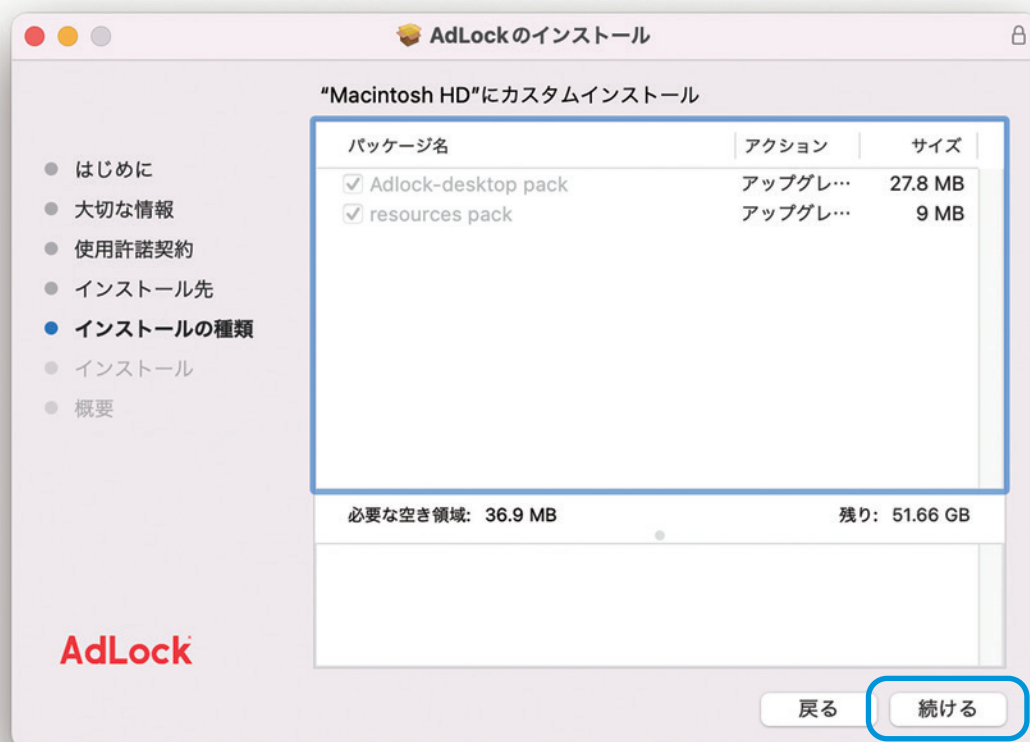 AdLockのインストール
“Macintosh HD”にカスタムインストール
はじめに
大切な情報
使用許諾契約
インストール先
インストールの種類
インストール
概要
パッケージ名 アクション サイズ
Adlock-desktop pack アップグレ… 27.8 MB
resources pack アップグレ… 9 MB
必要な空き領域: 36.9 MB 残り: 51.66 GB
AdLock
戻る 続ける